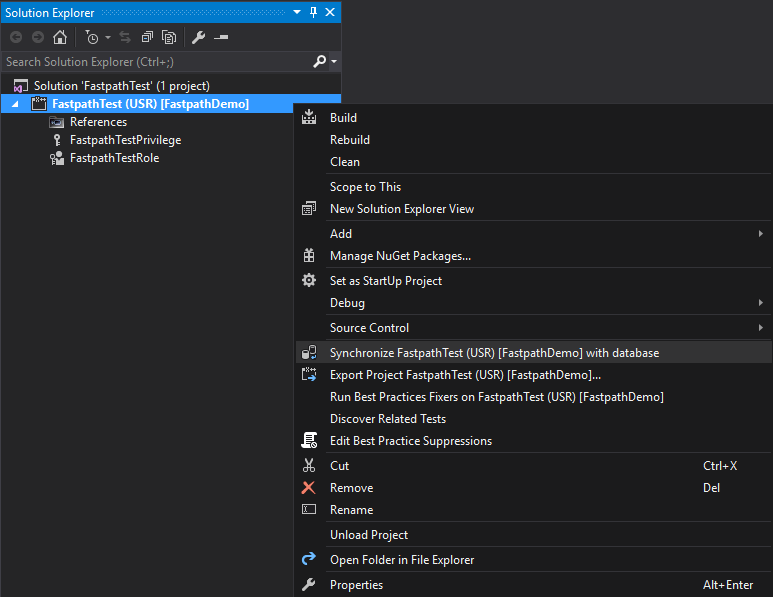 Solution Explorer
Search Solution Explorer (Ctrl+;)
Solution 'FastpathTest' (1 project)
FastpathTest (USR) [FastpathDemo]
References
FastpathTestPrivilege
FastpathTestRole
Build
Rebuild
Clean
Scope to This
New Solution Explorer View
Add
Manage NuGet Packages...
Set as StartUp Project
Debug
Source Control
Synchronize FastpathTest (USR) [FastpathDemo] with database
Export Project FastpathTest (USR) [FastpathDemo]...
Run Best Practices Fixers on FastpathTest (USR) [FastpathDemo]
Discover Related Tests
Edit Best Practice Suppressions
Cut Ctrl+X
Remove Del
Rename
Unload Project
Open Folder in File Explorer
Properties Alt+Enter